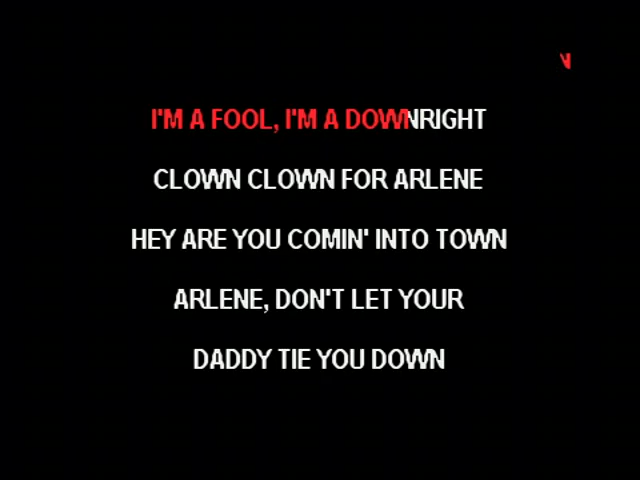 I'M A FOOL, I'M A DOWNRIGHT
CLOWN CLOWN FOR ARLENE
HEY ARE YOU COMIN' INTO TOWN
ARLENE, DON'T LET YOUR
DADDY TIE YOU DOWN